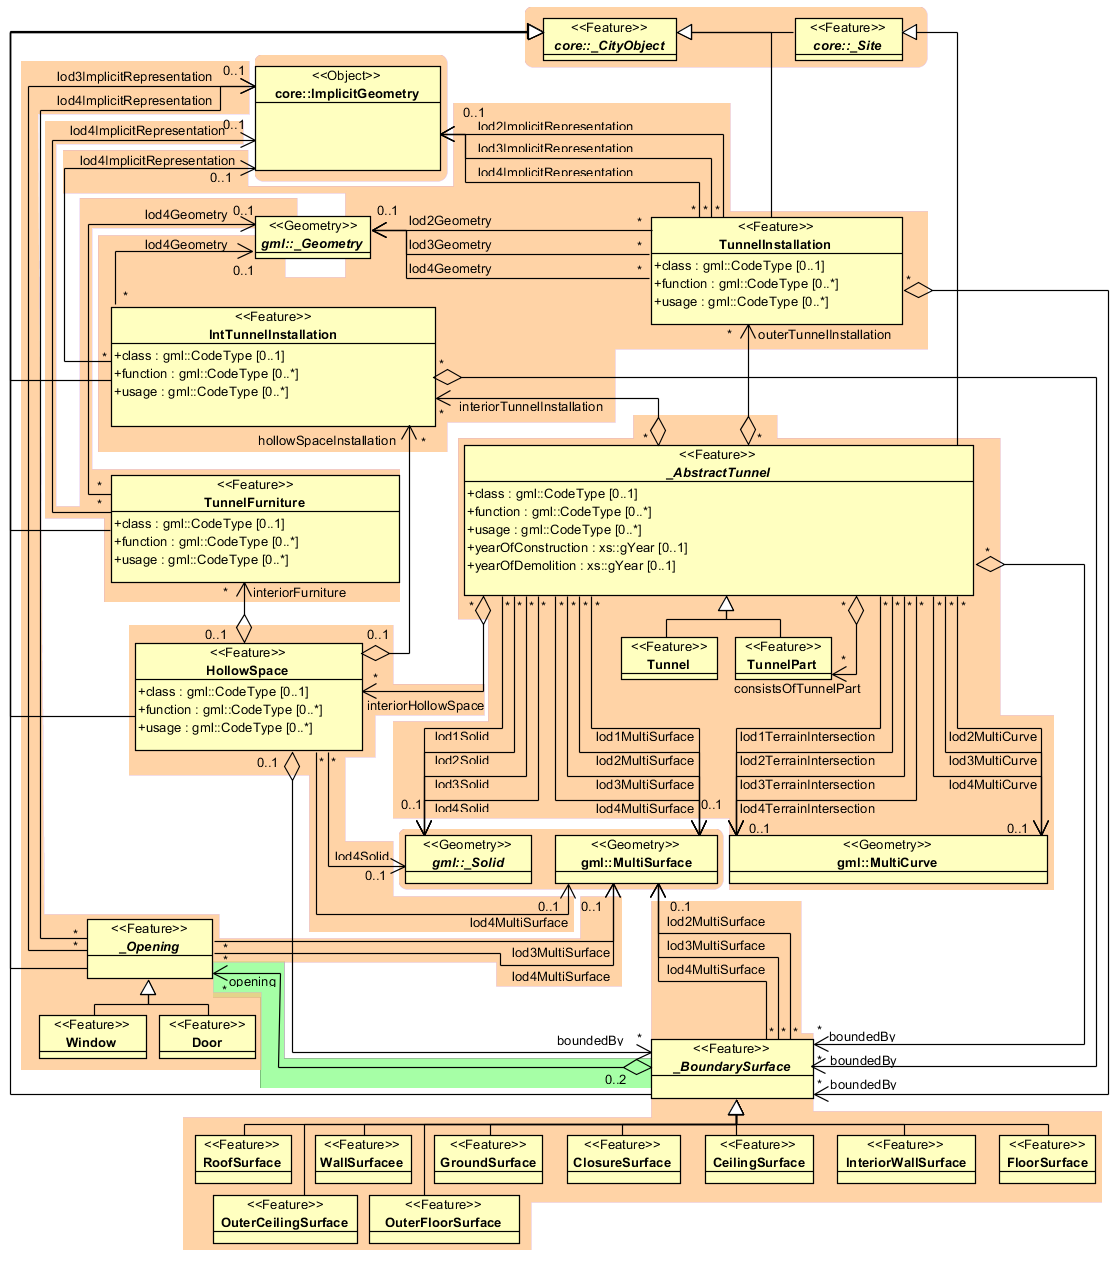 <<Feature>>
core::_CityObject
<<Feature>>
core::_Site
lod3ImplicitRepresentation
0..1
lod4ImplicitRepresentation
<<Object>>
core::ImplicitGeometry
lod4ImplicitRepresentation
0..1
lod4ImplicitRepresentation
0..1
0..1
lod2ImplicitRepresentation
lod3ImplicitRepresentation
lod4ImplicitRepresentation
* * *
lod4Geometry
0..1
lod4Geometry
0..1
*
<<Geometry>>
gml::_Geometry
0..1
lod2Geometry
*
lod3Geometry
*
lod4Geometry
*
<<Feature>>
TunnelInstallation
+class : gml::CodeType [0..1]
+function : gml::CodeType [0..*]
+usage : gml::CodeType [0..*]
*
*
outerTunnelInstallation
<<Feature>>
IntTunnelInstallation
+class : gml::CodeType [0..1]
+function : gml::CodeType [0..*]
+usage : gml::CodeType [0..*]
*
*
*
interiorTunnelInstallation
hollowSpaceInstallation
*
*
*
<<Feature>>
_AbstractTunnel
+class : gml::CodeType [0..1]
+function : gml::CodeType [0..*]
+usage : gml::CodeType [0..*]
+yearOfConstruction : xs::gYear [0..1]
+yearOfDemolition : xs::gYear [0..1]
*
<<Feature>>
TunnelFurniture
+class : gml::CodeType [0..1]
+function : gml::CodeType [0..*]
+usage : gml::CodeType [0..*]
*
*
*
interiorFurniture
0..1
0..1
<<Feature>>
HollowSpace
+class : gml::CodeType [0..1]
+function : gml::CodeType [0..*]
+usage : gml::CodeType [0..*]
* * * * * * * * * * * * * * * * * *
<<Feature>>
Tunnel
<<Feature>>
TunnelPart
*
consistsOfTunnelPart
*
interiorHollowSpace
0..1
* *
lod1Solid
lod2Solid
lod3Solid
lod4Solid
0..1
lod1MultiSurface
lod2MultiSurface
lod3MultiSurface
lod4MultiSurface
0..1
lod1TerrainIntersection
lod2TerrainIntersection
lod3TerrainIntersection
lod4TerrainIntersection
0..1
lod2MultiCurve
lod3MultiCurve
lod4MultiCurve
0..1
lod4Solid
0..1
<<Geometry>>
gml::_Solid
<<Geometry>>
gml::MultiSurface
<<Geometry>>
gml::MultiCurve
0..1
lod4MultiSurface
0..1
0..1
lod2MultiSurface
lod3MultiSurface
lod4MultiSurface
* * *
*
*
<<Feature>>
_Opening
*
lod3MultiSurface
*
lod4MultiSurface
opening
*
<<Feature>>
Window
<<Feature>>
Door
boundedBy
*
0..2
<<Feature>>
_BoundarySurface
*
boundedBy
*
boundedBy
*
boundedBy
<<Feature>>
RoofSurface
<<Feature>>
WallSurfacee
<<Feature>>
GroundSurface
<<Feature>>
ClosureSurface
<<Feature>>
CeilingSurface
<<Feature>>
InteriorWallSurface
<<Feature>>
FloorSurface
<<Feature>>
OuterCeilingSurface
<<Feature>>
OuterFloorSurface